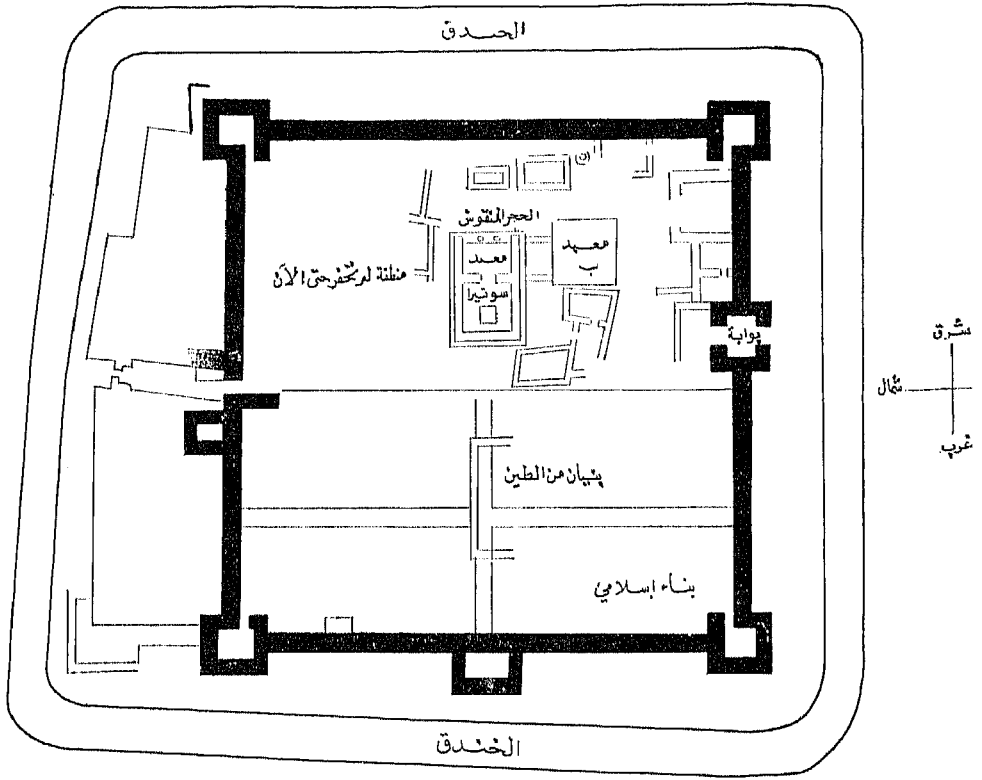 الخندق
(ن)
الحجر المنقوش
معبد
ب
معبد
سوتيرا
منطقة لم تحفر حتى الآن
بوابة
شرق
شمال
غرب
بنيان من الطين
بناء إسلامي
الخندق